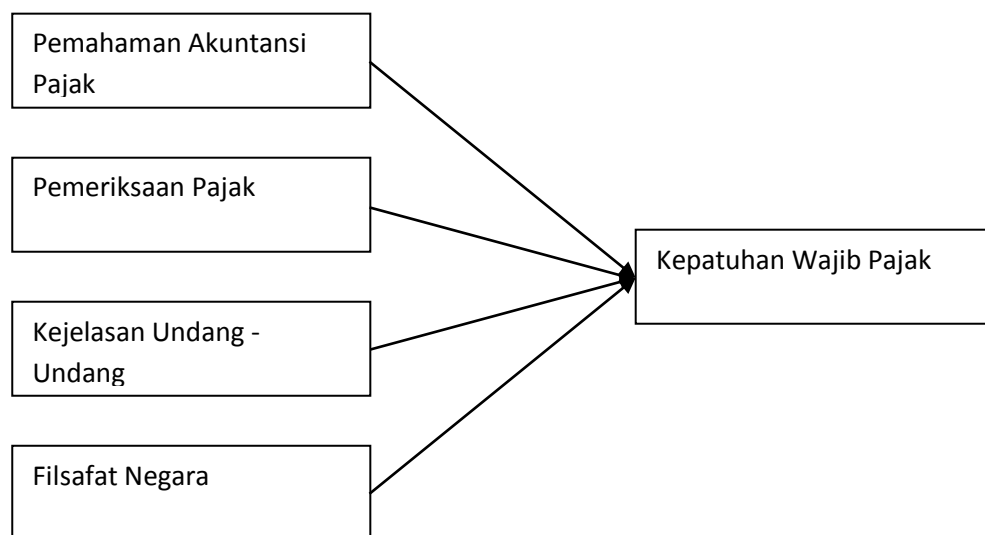 Pemahaman Akuntansi
Pajak
Pemeriksaan Pajak
Kejelasan Undang -
Undang
Filsafat Negara
Kepatuhan Wajib Pajak